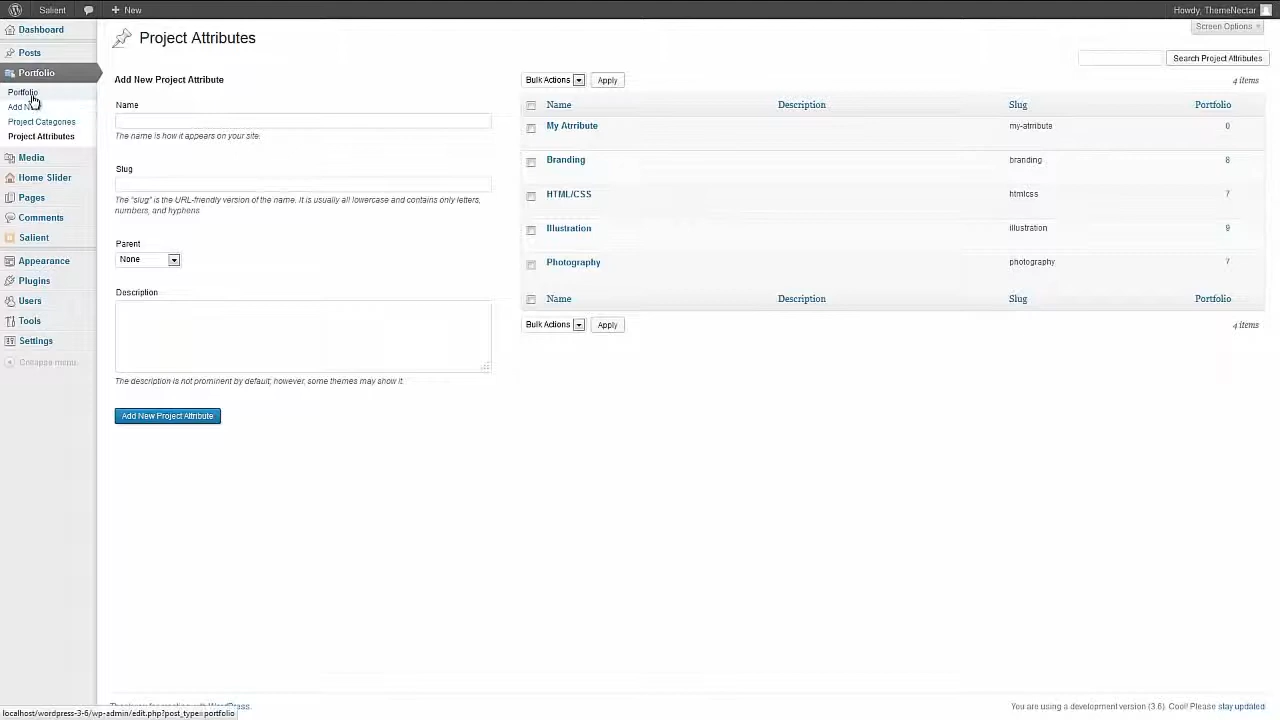 Salient
New
Howdy, ThemeNectar
Dashboard
Posts
Portfolio
Portfolio
Add
Project Categories
Project Attributes
Media
Home Slider
Pages
Comments
Salient
Appearance
Plugins
Users
Tools
Settings
Collapse menu
Project Attributes
Screen Options
Search Project Attributes
Add New Project Attribute
Name
The name is how it appears on your site.
Slug
The "slug" is the URL-friendly version of the name. It is usually all lowercase and contains only letters,
numbers, and hyphens.
Parent
None
Description
The description is not prominent by default; however, some themes may show it.
Add New Project Attribute
Bulk Actions Apply
4 items
Name Description Slug Portfolio
My Atrribute my-atrribute 0
Branding branding 8
HTML/CSS htmlcss 7
Illustration illustration 9
Photography photography 7
Name Description Slug Portfolio
Bulk Actions Apply
4 items
WordPress.
You are using a development version (3.6). Cool! Please stay updated
localhost/wordpress-3-6/wp-admin/edit.php?post_type=portfolio